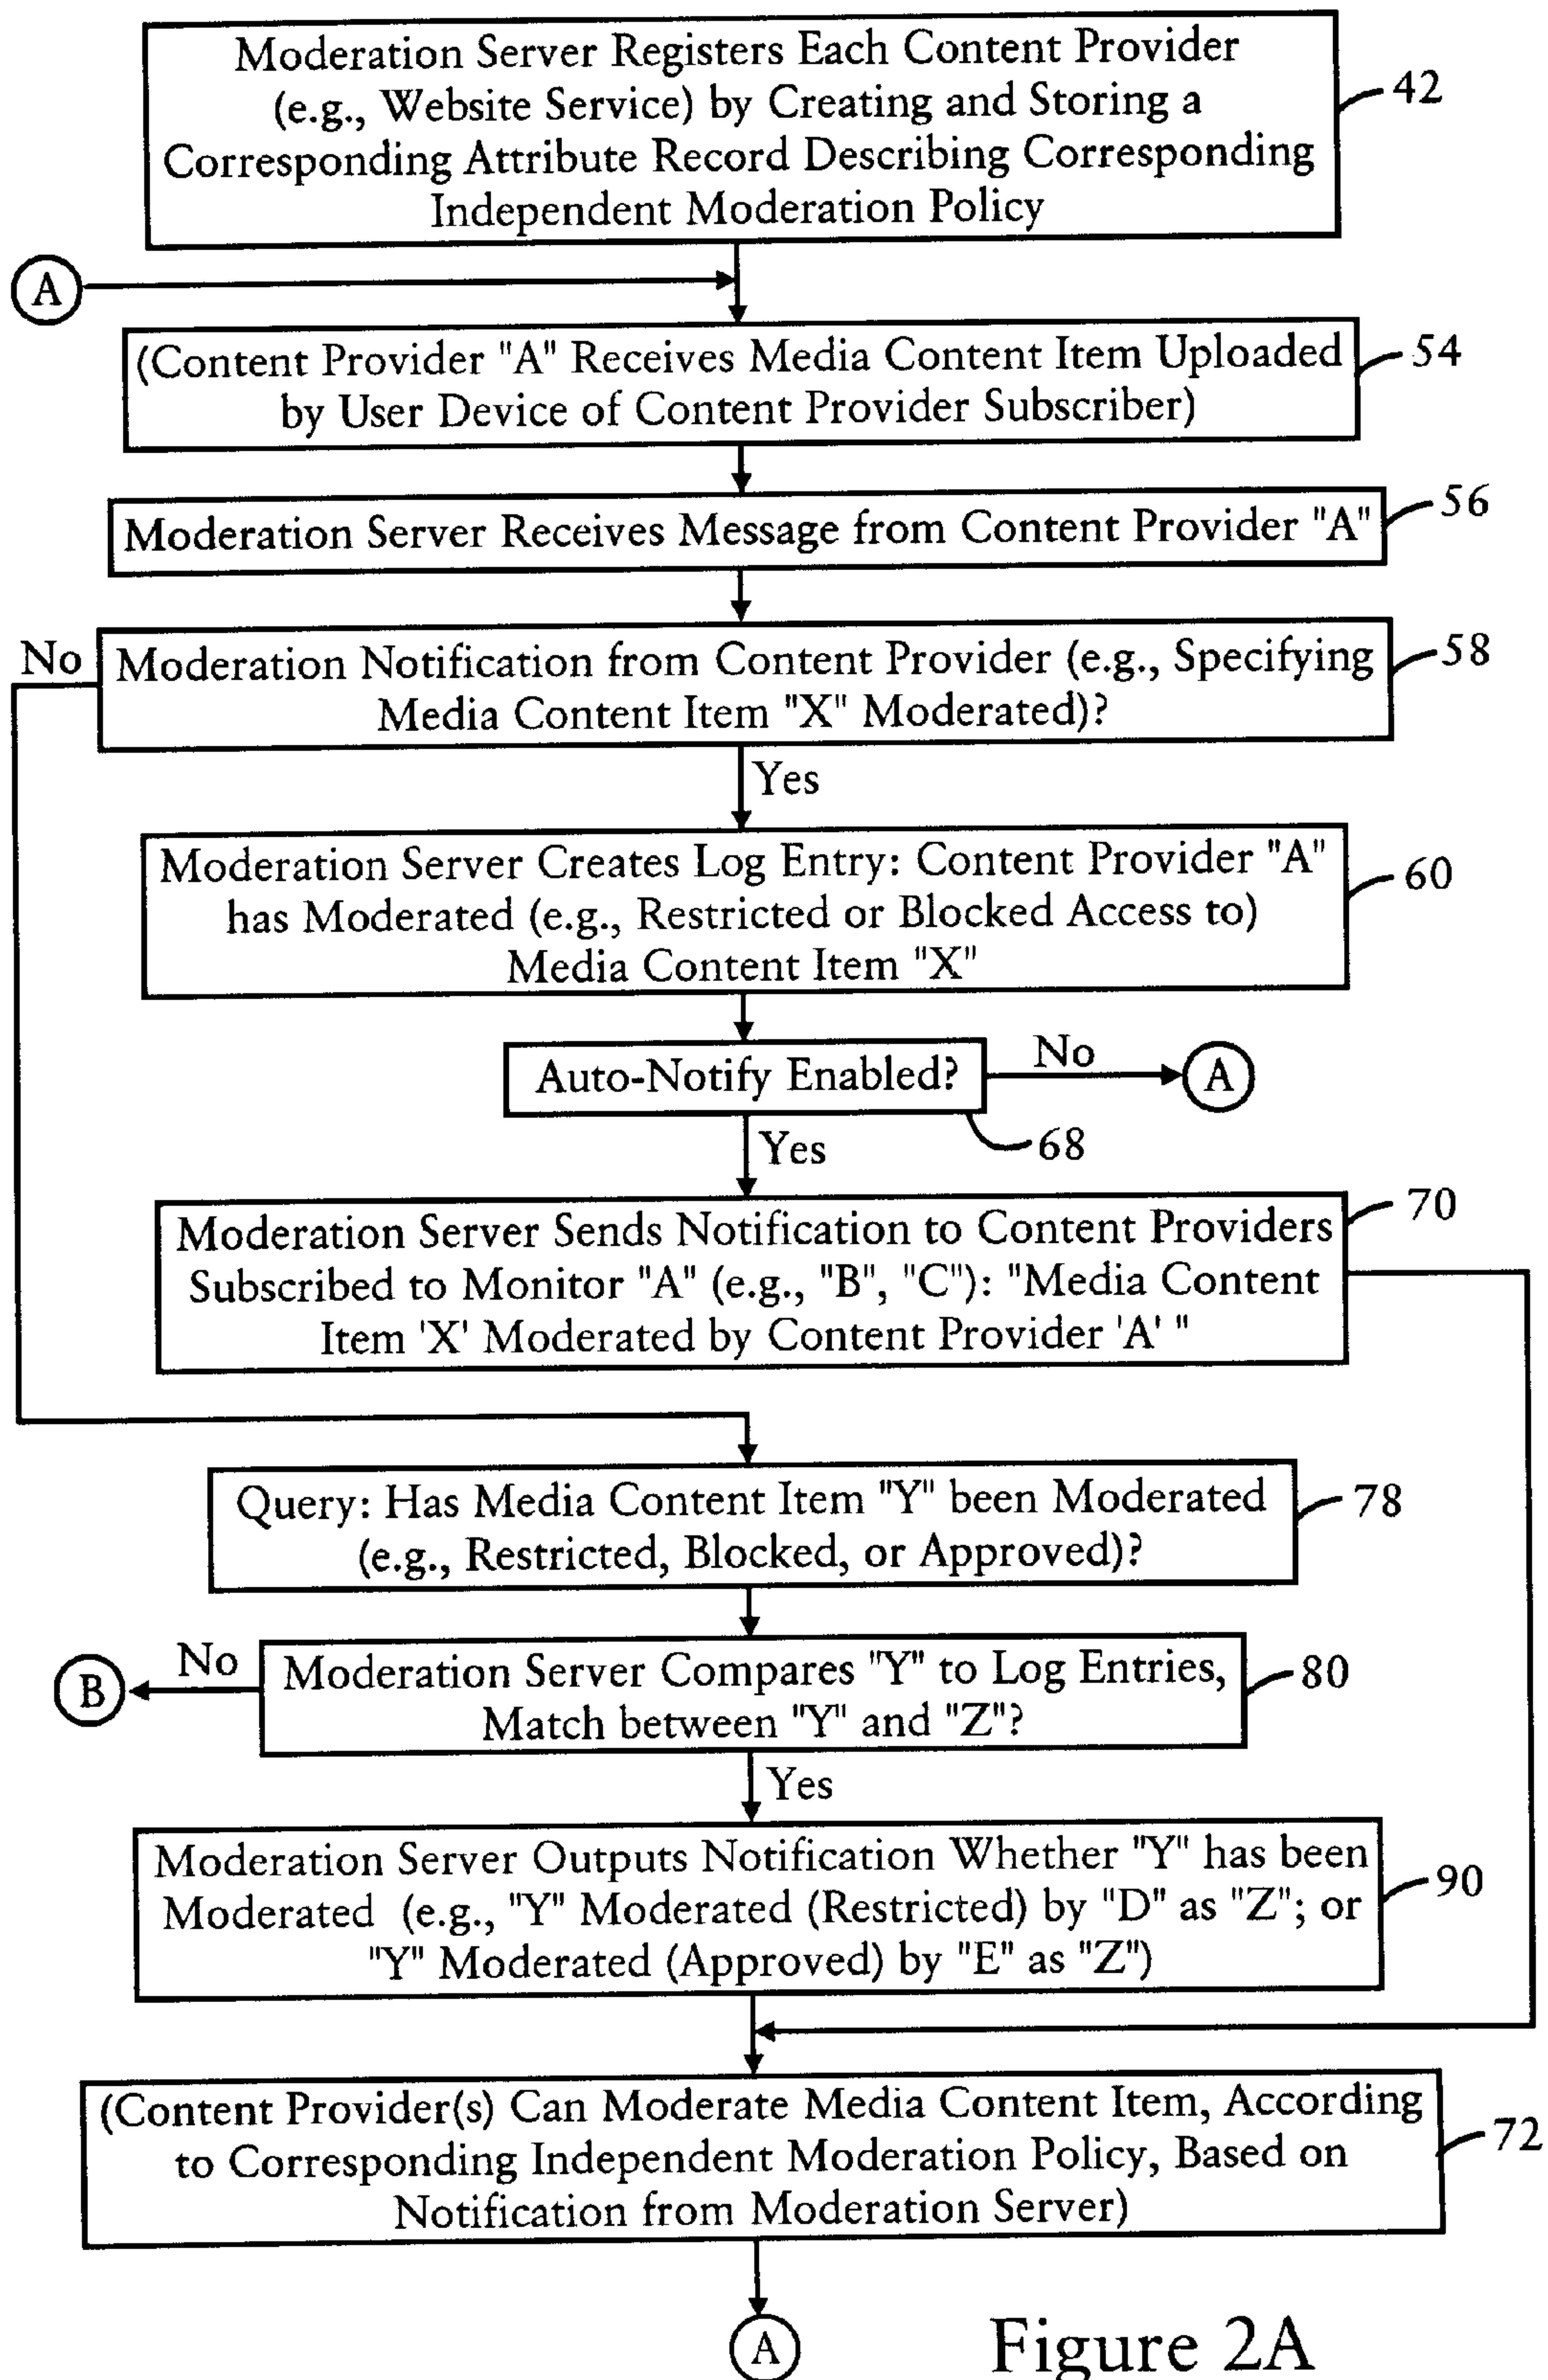 Moderation Server Registers Each Content Provider
(e.g., Website Service) by Creating and Storing a
Corresponding Attribute Record Describing Corresponding
Independent Moderation Policy
42
A
(Content Provider "A" Receives Media Content Item Uploaded
by User Device of Content Provider Subscriber)
54
Moderation Server Receives Message from Content Provider "A"
56
No
Moderation Notification from Content Provider (e.g., Specifying
Media Content Item "X" Moderated)?
58
Yes
Moderation Server Creates Log Entry: Content Provider "A"
has Moderated (e.g., Restricted or Blocked Access to)
Media Content Item "X"
60
Auto-Notify Enabled?
No
A
68
Yes
Moderation Server Sends Notification to Content Providers
Subscribed to Monitor "A" (e.g., "B", "C"): "Media Content
Item 'X' Moderated by Content Provider 'A' "
70
Query: Has Media Content Item "Y" been Moderated
(e.g., Restricted, Blocked, or Approved)?
78
B
No
Moderation Server Compares "Y" to Log Entries,
Match between "Y" and "Z"?
80
Yes
Moderation Server Outputs Notification Whether "Y" has been
Moderated (e.g., "Y" Moderated (Restricted) by "D" as "Z"; or
"Y" Moderated (Approved) by "E" as "Z")
90
(Content Provider(s) Can Moderate Media Content Item, According
to Corresponding Independent Moderation Policy, Based on
Notification from Moderation Server)
72
A
Figure 2A